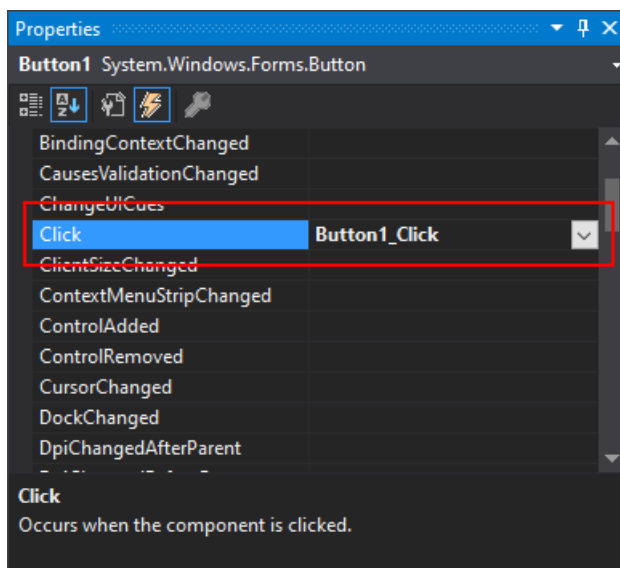 Properties
Button1 System.Windows.Forms.Button
BindingContextChanged
CausesValidationChanged
ChangeUICues
Click Button1_Click
ClientSizeChanged
ContextMenuStripChanged
ControlAdded
ControlRemoved
CursorChanged
DockChanged
DpiChangedAfterParent
Click
Occurs when the component is clicked.